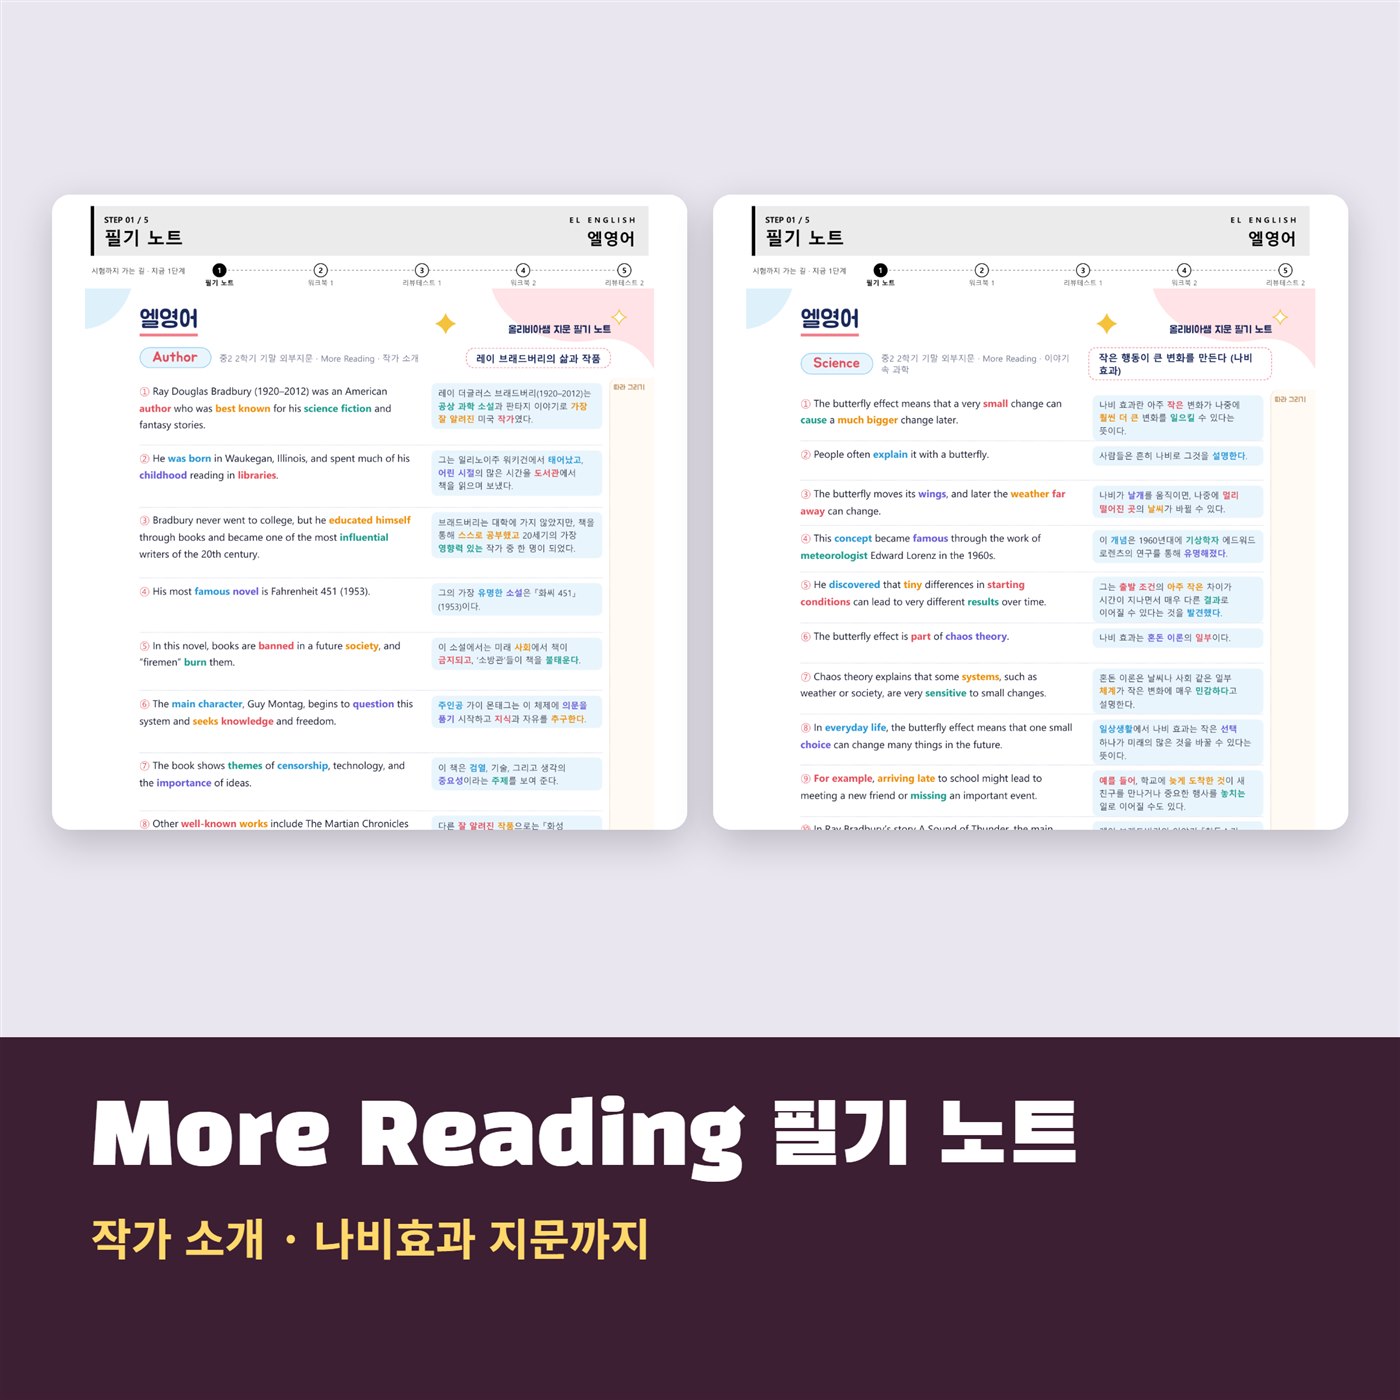 STEP 01 / 5
필기 노트
EL ENGLISH
엘영어
시험까지 가는 길 · 지금 1단계
1
2
3
4
5
필기 노트
워크북 1
리뷰테스트 1
워크북 2
리뷰테스트 2
엘영어
올리비아쌤 지문 필기 노트
Author
중2 2학기 기말 외부지문 · More Reading · 작가 소개
레이 브래드버리의 삶과 작품
따라 그리기
① Ray Douglas Bradbury (1920–2012) was an American
author who was best known for his science fiction and
fantasy stories.
레이 더글러스 브래드버리(1920–2012)는
공상 과학 소설과 판타지 이야기로 가장
잘 알려진 미국 작가였다.
② He was born in Waukegan, Illinois, and spent much of his
childhood reading in libraries.
그는 일리노이주 워키건에서 태어났고,
어린 시절의 많은 시간을 도서관에서
책을 읽으며 보냈다.
③ Bradbury never went to college, but he educated himself
through books and became one of the most influential
writers of the 20th century.
브래드버리는 대학에 가지 않았지만, 책을
통해 스스로 공부했고 20세기의 가장
영향력 있는 작가 중 한 명이 되었다.
④ His most famous novel is Fahrenheit 451 (1953).
그의 가장 유명한 소설은 「화씨 451」
(1953)이다.
⑤ In this novel, books are banned in a future society, and
"firemen" burn them.
이 소설에서는 미래 사회에서 책이
금지되고, '소방관'들이 책을 불태운다.
⑥ The main character, Guy Montag, begins to question this
system and seeks knowledge and freedom.
주인공 가이 몬태그는 이 체제에 의문을
품기 시작하고 지식과 자유를 추구한다.
⑦ The book shows themes of censorship, technology, and
the importance of ideas.
이 책은 검열, 기술, 그리고 생각의
중요성이라는 주제를 보여 준다.
⑧ Other well-known works include The Martian Chronicles
다른 잘 알려진 작품으로는 「화성
STEP 01 / 5
필기 노트
EL ENGLISH
엘영어
시험까지 가는 길 · 지금 1단계
1
2
3
4
5
필기 노트
워크북 1
리뷰테스트 1
워크북 2
리뷰테스트 2
엘영어
올리비아쌤 지문 필기 노트
Science
중2 2학기 기말 외부지문 · More Reading · 이야기
속 과학
작은 행동이 큰 변화를 만든다 (나비
효과)
따라 그리기
① The butterfly effect means that a very small change can
cause a much bigger change later.
나비 효과란 아주 작은 변화가 나중에
훨씬 더 큰 변화를 일으킬 수 있다는
뜻이다.
② People often explain it with a butterfly.
사람들은 흔히 나비로 그것을 설명한다.
③ The butterfly moves its wings, and later the weather far
away can change.
나비가 날개를 움직이면, 나중에 멀리
떨어진 곳의 날씨가 바뀔 수 있다.
④ This concept became famous through the work of
meteorologist Edward Lorenz in the 1960s.
이 개념은 1960년대에 기상학자 에드워드
로렌츠의 연구를 통해 유명해졌다.
⑤ He discovered that tiny differences in starting
conditions can lead to very different results over time.
그는 출발 조건의 아주 작은 차이가
시간이 지나면서 매우 다른 결과로
이어질 수 있다는 것을 발견했다.
⑥ The butterfly effect is part of chaos theory.
나비 효과는 혼돈 이론의 일부이다.
⑦ Chaos theory explains that some systems, such as
weather or society, are very sensitive to small changes.
혼돈 이론은 날씨나 사회 같은 일부
체계가 작은 변화에 매우 민감하다고
설명한다.
⑧ In everyday life, the butterfly effect means that one small
choice can change many things in the future.
일상생활에서 나비 효과는 작은 선택
하나가 미래의 많은 것을 바꿀 수 있다는
뜻이다.
⑨ For example, arriving late to school might lead to
meeting a new friend or missing an important event.
예를 들어, 학교에 늦게 도착한 것이 새
친구를 만나거나 중요한 행사를 놓치는
일로 이어질 수도 있다.
⑩ In Ray Bradbury's story A Sound of Thunder, the main
More Reading 필기 노트
작가 소개 · 나비효과 지문까지